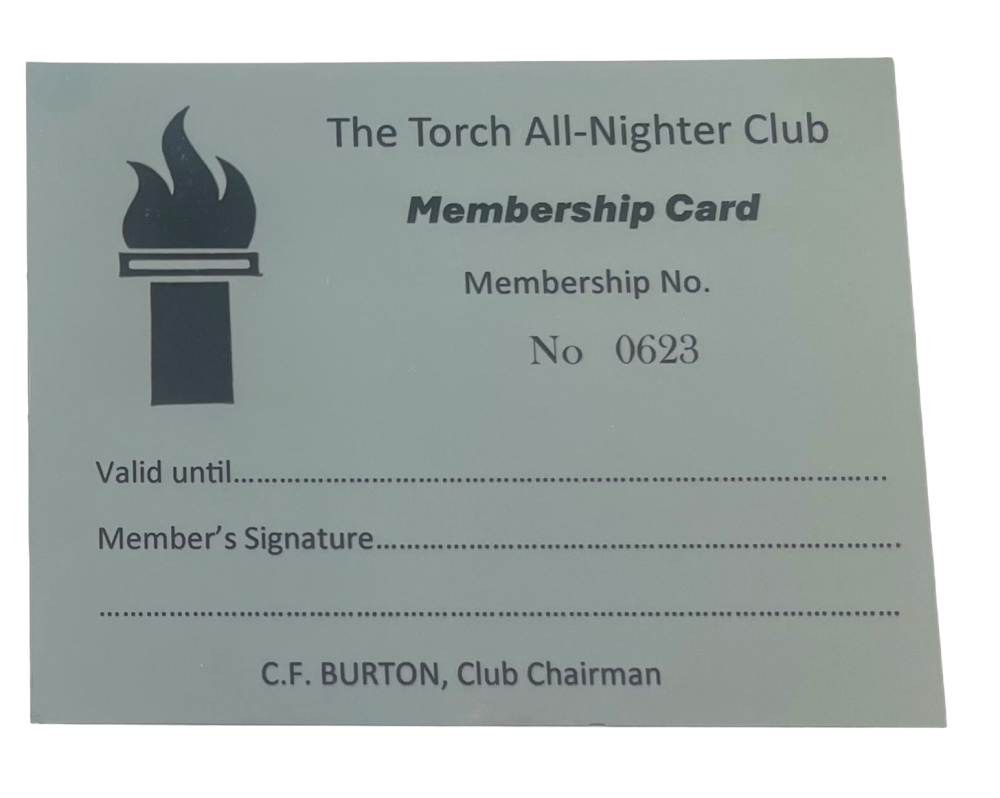 The Torch All-Nighter Club
Membership Card
Membership No.
No 0623
Valid until...............................................................................................
Member's Signature............................................................................
.............................................................................................................
C.F. BURTON, Club Chairman